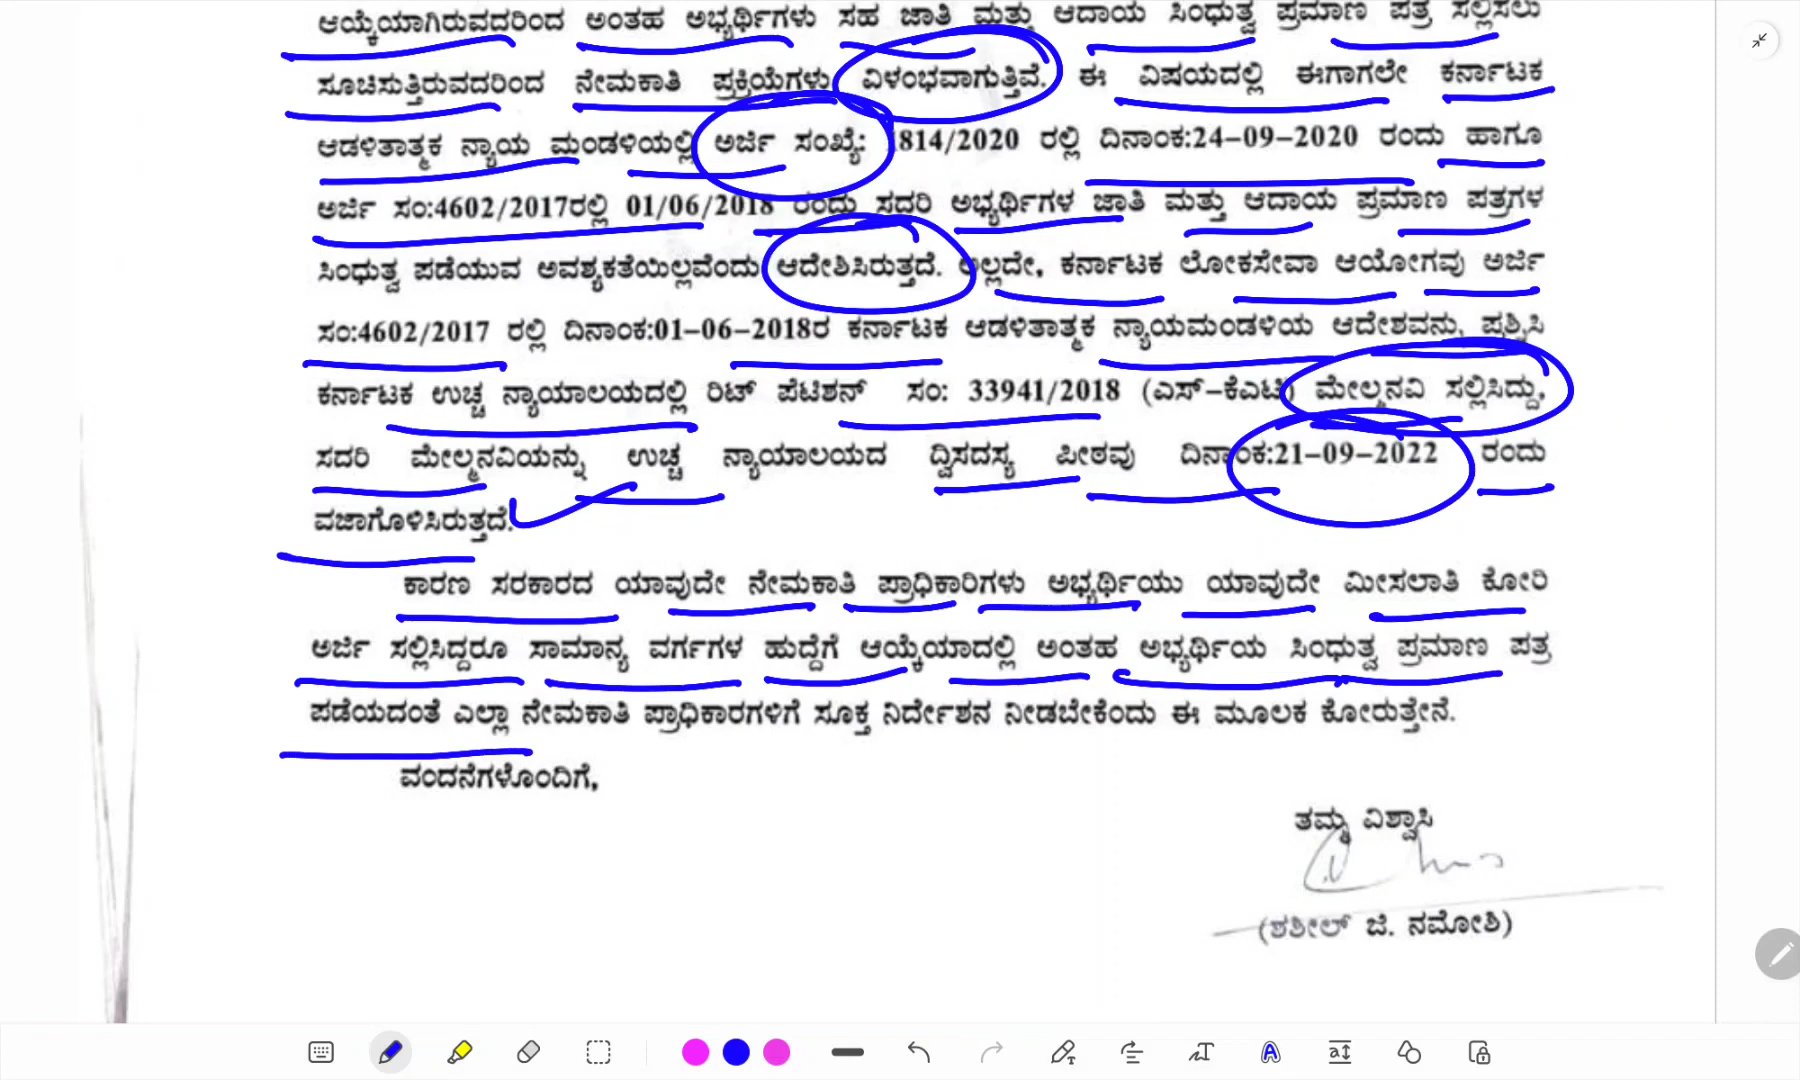 ಆಯ್ಕೆಯಾಗಿರುವದರಿಂದ ಅಂತಹ ಅಭ್ಯರ್ಥಿಗಳು ಸಹ ಜಾತಿ ಮತ್ತು ಆದಾಯ ಸಿಂಧುತ್ವ ಪ್ರಮಾಣ ಪತ್ರ ಸಲ್ಲಿಸಲು
ಸೂಚಿಸುತ್ತಿರುವದರಿಂದ ನೇಮಕಾತಿ ಪ್ರಕ್ರಿಯೆಗಳು ವಿಳಂಭವಾಗುತ್ತಿವೆ. ಈ ವಿಷಯದಲ್ಲಿ ಈಗಾಗಲೇ ಕರ್ನಾಟಕ
ಆಡಳಿತಾತ್ಮಕ ನ್ಯಾಯ ಮಂಡಳಿಯಲ್ಲಿ ಅರ್ಜಿ ಸಂಖ್ಯೆ: 1814/2020 ರಲ್ಲಿ ದಿನಾಂಕ:24-09-2020 ರಂದು ಹಾಗೂ
ಅರ್ಜಿ ಸಂ:4602/2017ರಲ್ಲಿ 01/06/2018 ರಂದು ಸದರಿ ಅಭ್ಯರ್ಥಿಗಳ ಜಾತಿ ಮತ್ತು ಆದಾಯ ಪ್ರಮಾಣ ಪತ್ರಗಳ
ಸಿಂಧುತ್ವ ಪಡೆಯುವ ಅವಶ್ಯಕತೆಯಿಲ್ಲವೆಂದು ಆದೇಶಿಸಿರುತ್ತದೆ. ಅಲ್ಲದೇ, ಕರ್ನಾಟಕ ಲೋಕಸೇವಾ ಆಯೋಗವು ಅರ್ಜಿ
ಸಂ:4602/2017 ರಲ್ಲಿ ದಿನಾಂಕ:01-06-2018ರ ಕರ್ನಾಟಕ ಆಡಳಿತಾತ್ಮಕ ನ್ಯಾಯಮಂಡಳಿಯ ಆದೇಶವನ್ನು ಪ್ರಶ್ನಿಸಿ
ಕರ್ನಾಟಕ ಉಚ್ಚ ನ್ಯಾಯಾಲಯದಲ್ಲಿ ರಿಟ್ ಪೆಟಿಶನ್ ಸಂ: 33941/2018 (ಎಸ್-ಕೆಎಟಿ) ಮೇಲ್ಮನವಿ ಸಲ್ಲಿಸಿದ್ದು,
ಸದರಿ ಮೇಲ್ಮನವಿಯನ್ನು ಉಚ್ಚ ನ್ಯಾಯಾಲಯದ ದ್ವಿಸದಸ್ಯ ಪೀಠವು ದಿನಾಂಕ:21-09-2022 ರಂದು
ವಜಾಗೊಳಿಸಿರುತ್ತದೆ.
ಕಾರಣ ಸರಕಾರದ ಯಾವುದೇ ನೇಮಕಾತಿ ಪ್ರಾಧಿಕಾರಿಗಳು ಅಭ್ಯರ್ಥಿಯು ಯಾವುದೇ ಮೀಸಲಾತಿ ಕೋರಿ
ಅರ್ಜಿ ಸಲ್ಲಿಸಿದ್ದರೂ ಸಾಮಾನ್ಯ ವರ್ಗಗಳ ಹುದ್ದೆಗೆ ಆಯ್ಕೆಯಾದಲ್ಲಿ ಅಂತಹ ಅಭ್ಯರ್ಥಿಯ ಸಿಂಧುತ್ವ ಪ್ರಮಾಣ ಪತ್ರ
ಪಡೆಯದಂತೆ ಎಲ್ಲಾ ನೇಮಕಾತಿ ಪ್ರಾಧಿಕಾರಗಳಿಗೆ ಸೂಕ್ತ ನಿರ್ದೇಶನ ನೀಡಬೇಕೆಂದು ಈ ಮೂಲಕ ಕೋರುತ್ತೇನೆ.
ವಂದನೆಗಳೊಂದಿಗೆ,
ತಮ್ಮ ವಿಶ್ವಾಸಿ
(ಶಶೀಲ್ ಜಿ. ನಮೋಶಿ)